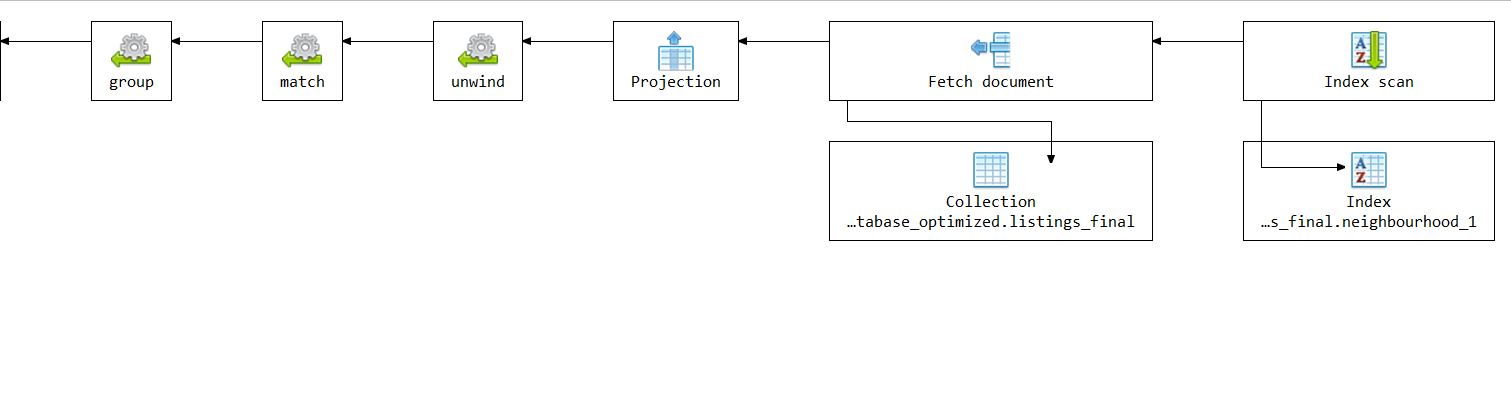 group
match
unwind
Projection
Fetch document
Index scan
A
Z
Collection
…tabase_optimized.listings_final
A
Z
Index
…s_final.neighbourhood_1